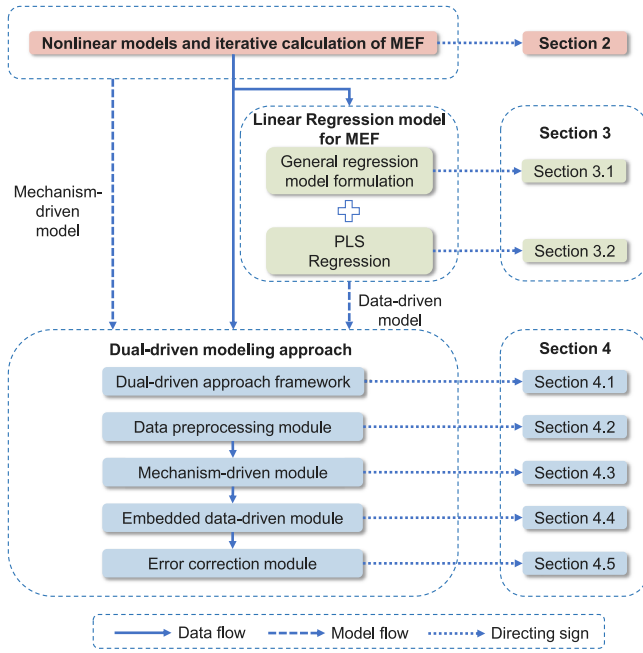 Nonlinear models and iterative calculation of MEF
Section 2
Linear Regression model
for MEF
Section 3
General regression
model formulation
Section 3.1
Mechanism-
driven
model
PLS
Regression
Section 3.2
Data-driven
model
Dual-driven modeling approach
Section 4
Dual-driven approach framework
Section 4.1
Data preprocessing module
Section 4.2
Mechanism-driven module
Section 4.3
Embedded data-driven module
Section 4.4
Error correction module
Section 4.5
Data flow
Model flow
Directing sign